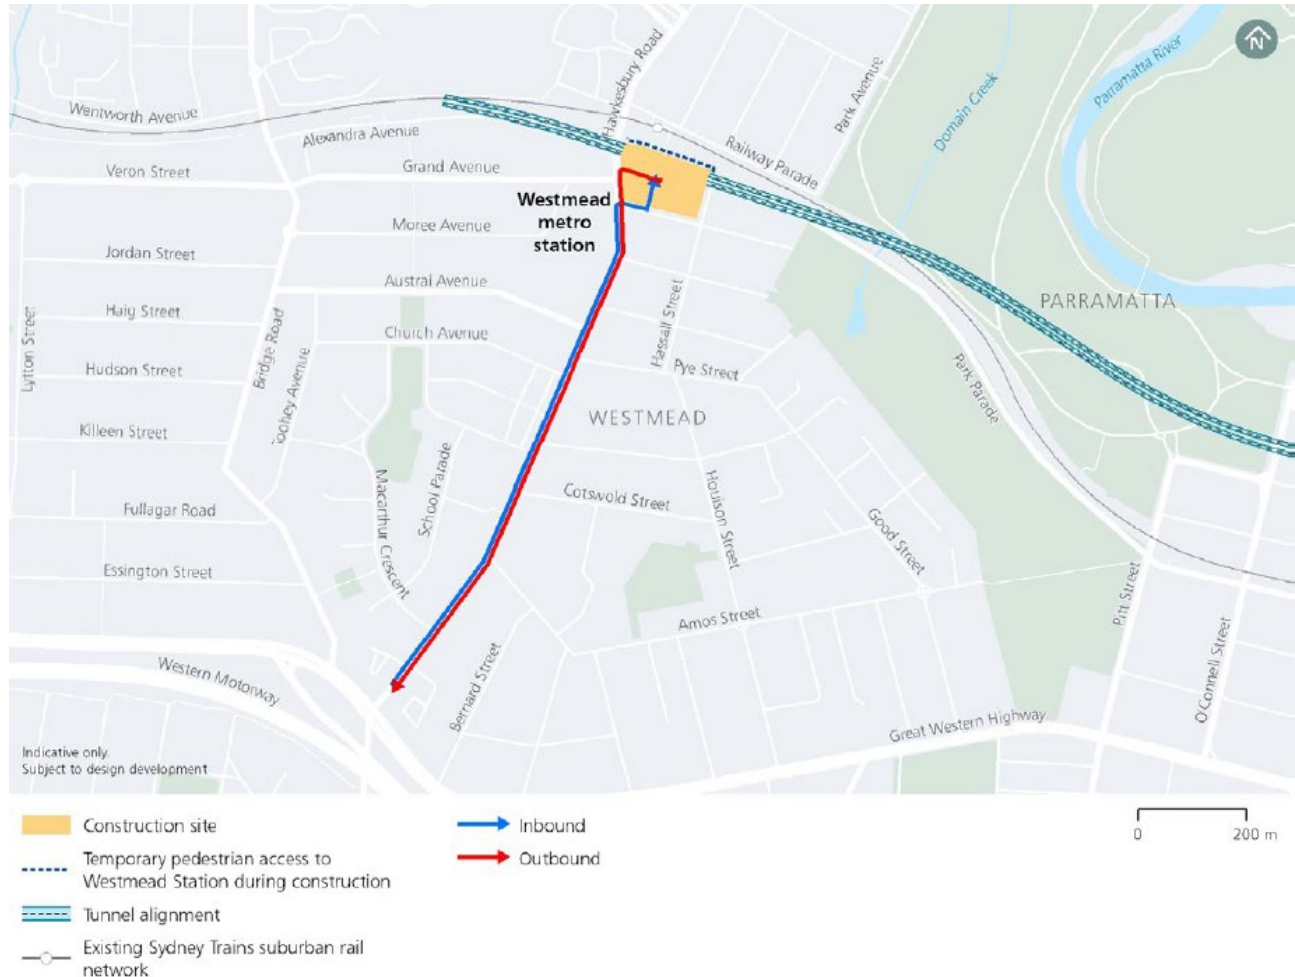 Hawkesbury Road
N
Parramatta River
Park Avenue
Domain Creek
Wentworth Avenue
Alexandra Avenue
Railway Parade
Veron Street
Grand Avenue
Westmead
metro
station
Moree Avenue
Jordan Street
Austral Avenue
PARRAMATTA
Haig Street
Church Avenue
Hassall Street
Lytton Street
Bridge Road
Toohey Avenue
Hudson Street
Pye Street
Park Parade
WESTMEAD
Killeen Street
School Parade
Macarthur Crescent
Cotswold Street
Houison Street
Fullagar Road
Good Street
Essington Street
Amos Street
Pitt Street
O'Connell Street
Western Motorway
Bernard Street
Great Western Highway
Indicative only.
Subject to design development
Construction site
Temporary pedestrian access to
Westmead Station during construction
Tunnel alignment
Existing Sydney Trains suburban rail
network
Inbound
Outbound
0 200 m